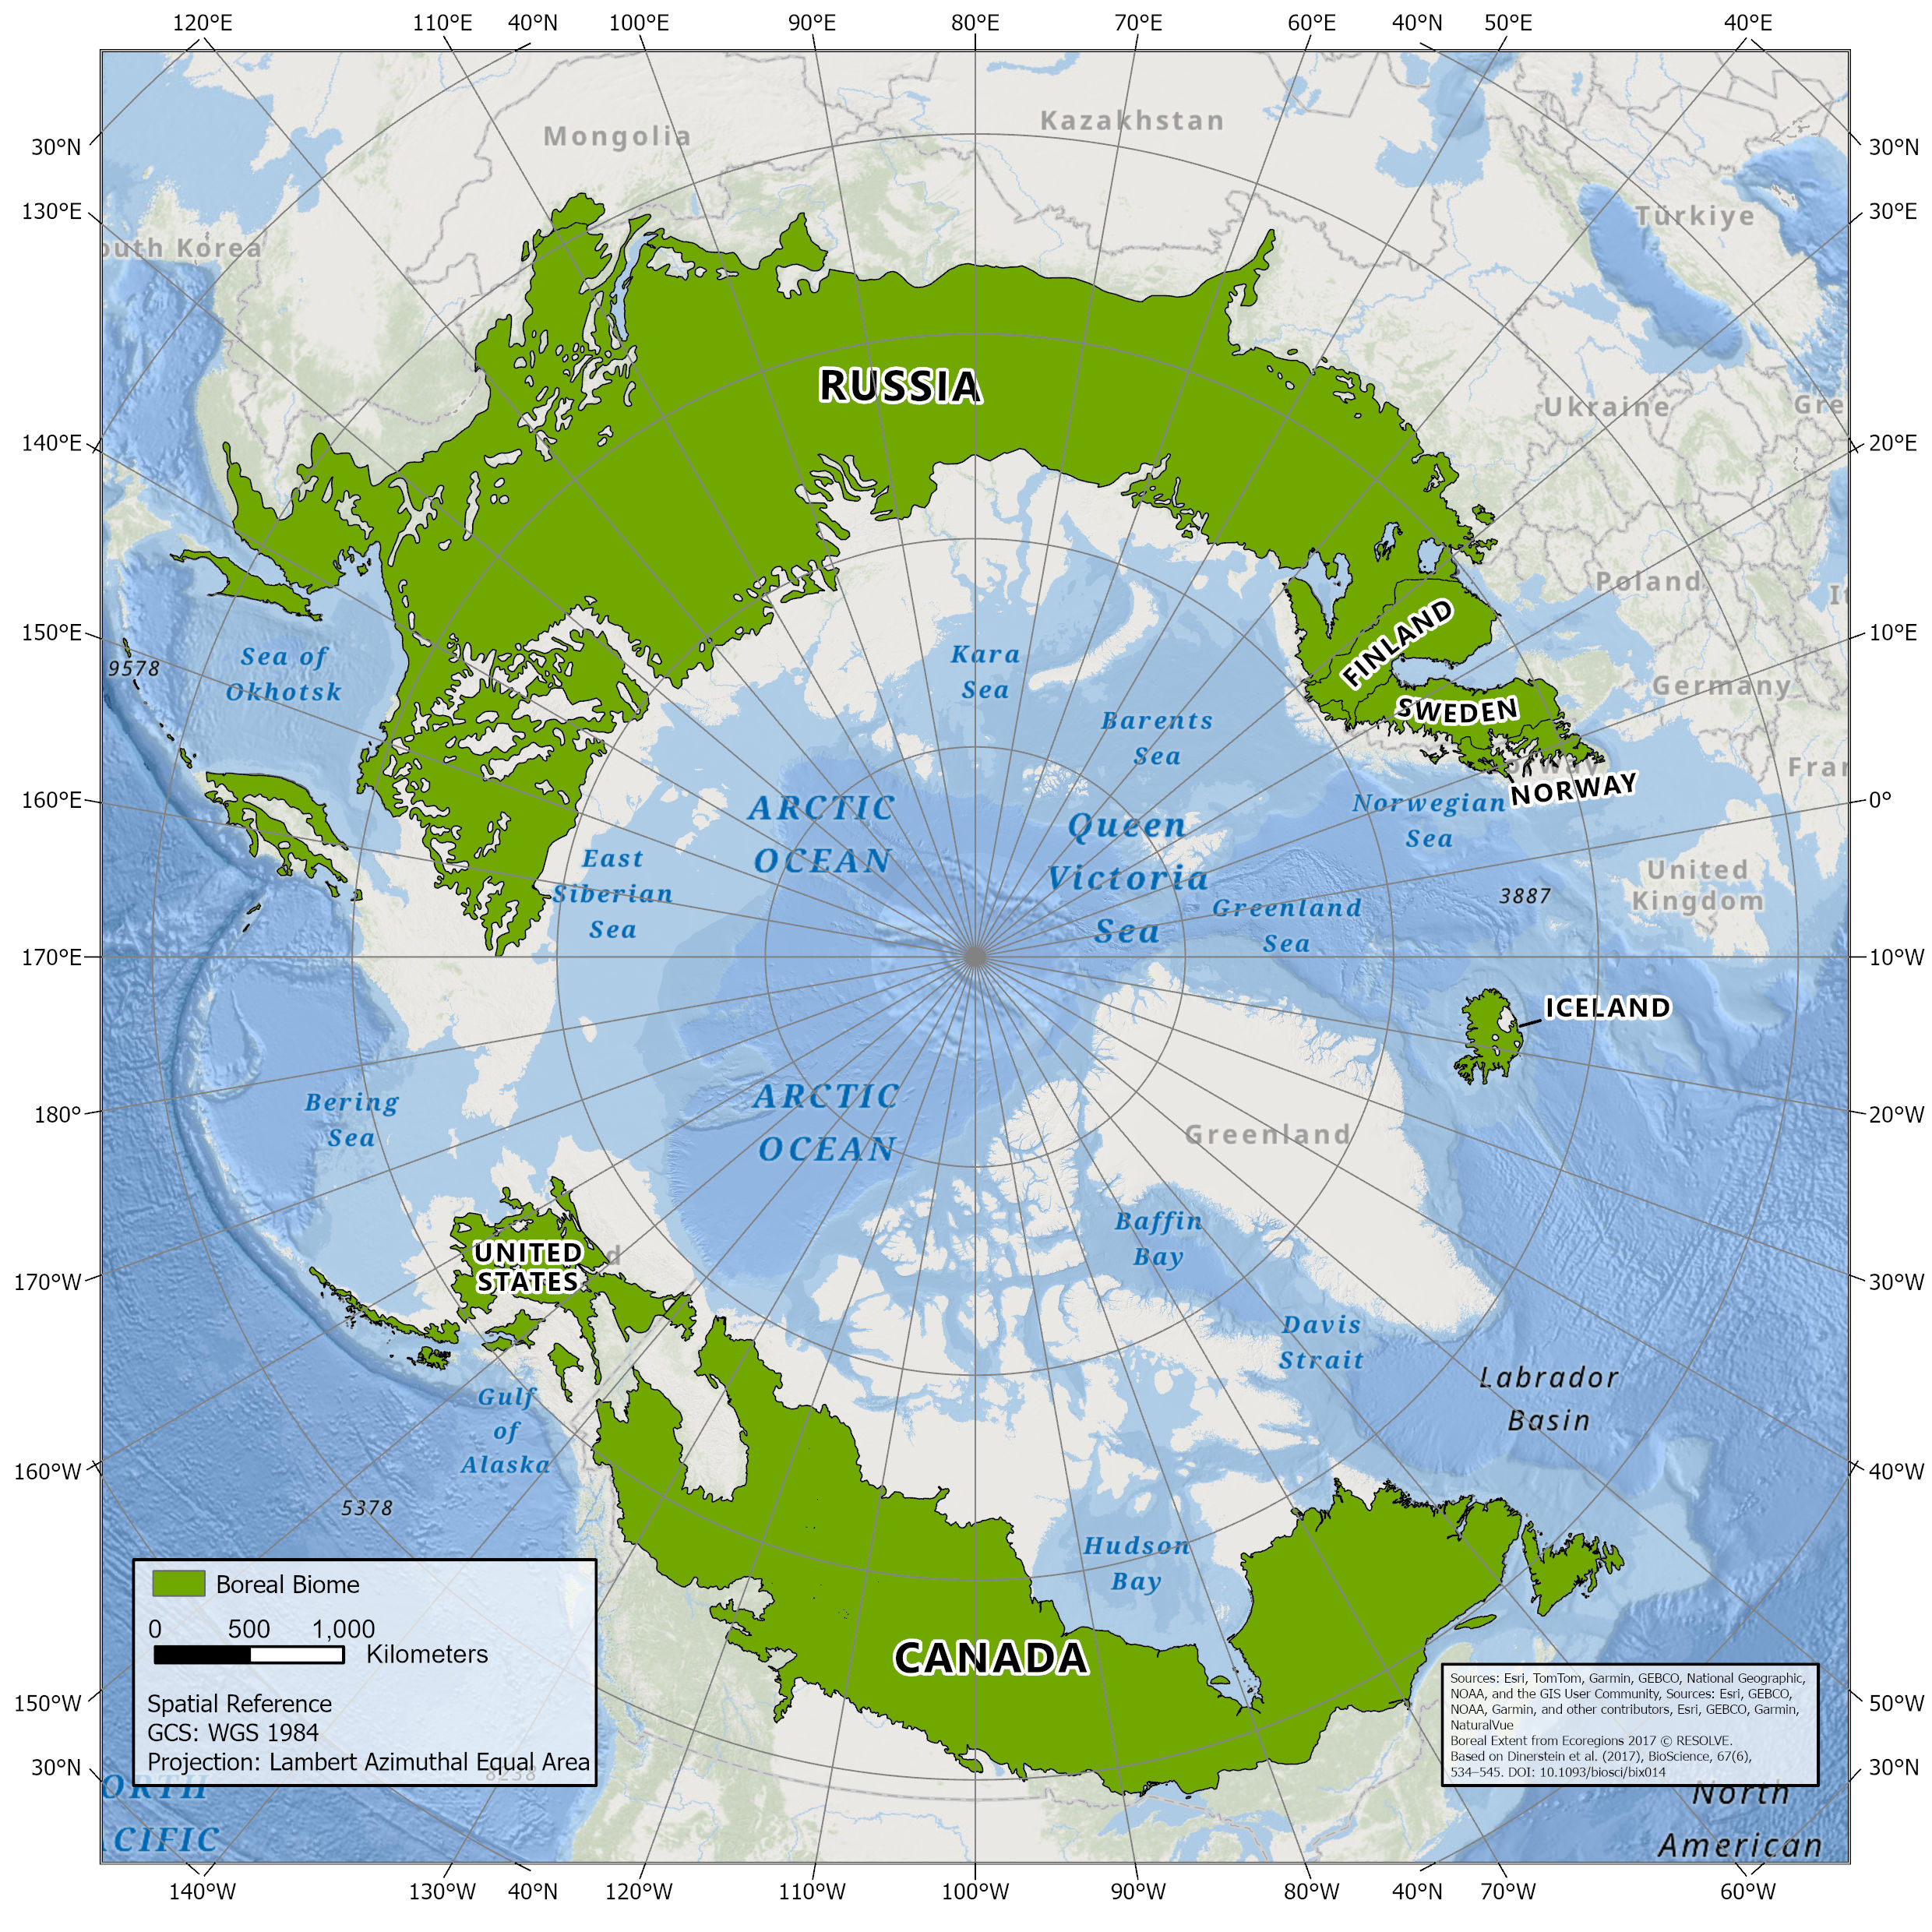 120°E
110°E
40°N
100°E
90°E
80°E
70°E
60°E
40°N
50°E
40°E
30°N
30°N
130°E
30°E
Mongolia
Kazakhstan
Türkiye
outh Korea
RUSSIA
Ukraine
Gre
140°E
20°E
Poland
It
150°E
10°E
9578
Sea of
Okhotsk
Kara
Sea
FINLAND
Germany
SWEDEN
Barents
Sea
NORWAY
Fran
160°E
0°
ARCTIC
OCEAN
Queen
Victoria
Sea
Norwegian
Sea
East
Siberian
Sea
Greenland
Sea
3887
United
Kingdom
170°E
10°W
ICELAND
180°
20°W
Bering
Sea
ARCTIC
OCEAN
Greenland
UNITED
STATES
d
Baffin
Bay
170°W
30°W
Davis
Strait
Labrador
Basin
Gulf
of
Alaska
160°W
40°W
5378
Hudson
Bay
CANADA
Boreal Biome
0 500 1,000
Kilometers
Spatial Reference
GCS: WGS 1984
Projection: Lambert Azimuthal Equal Area
8238
150°W
50°W
30°N
30°N
ORTH
CIFIC
Sources: Esri, TomTom, Garmin, GEBCO, National Geographic,
NOAA, and the GIS User Community, Sources: Esri, GEBCO,
NOAA, Garmin, and other contributors, Esri, GEBCO, Garmin,
NaturalVue
Boreal Extent from Ecoregions 2017 © RESOLVE.
Based on Dinerstein et al. (2017), BioScience, 67(6),
534–545. DOI: 10.1093/biosci/bix014
North
American
140°W
130°W
40°N
120°W
110°W
100°W
90°W
80°W
40°N
70°W
60°W